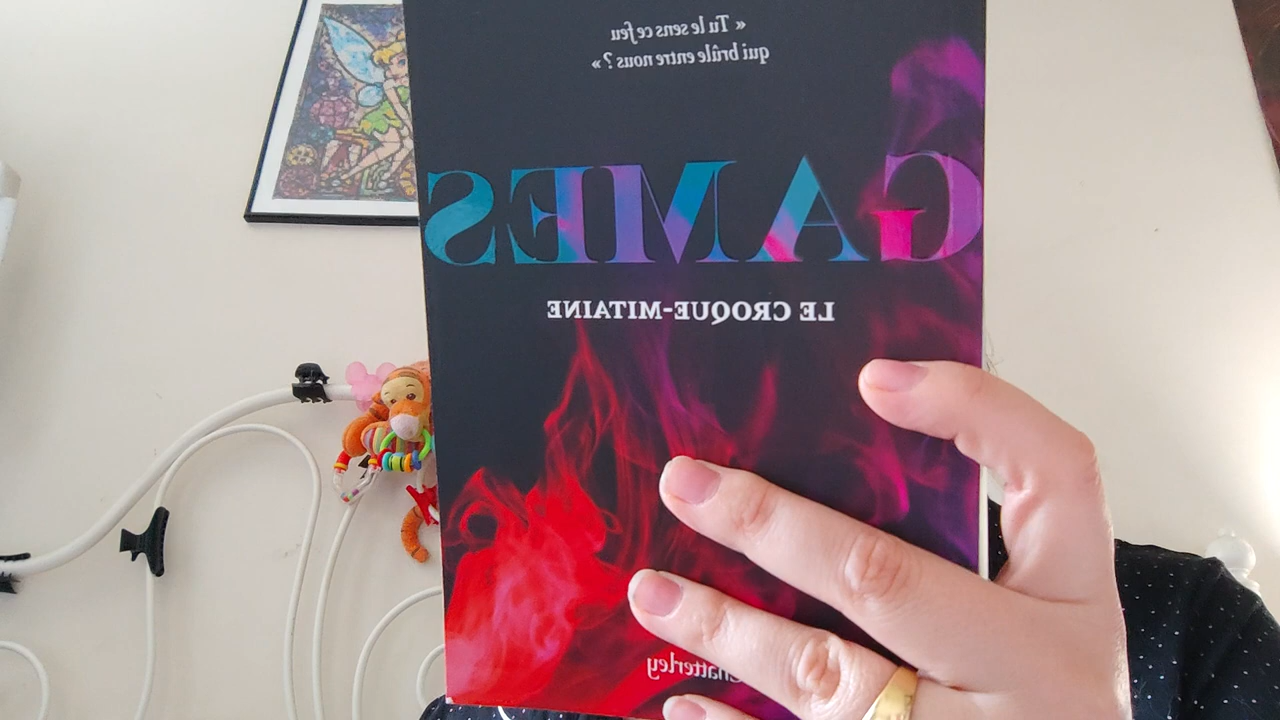 « Tu le sens ce feu
qui brûle entre nous ? »
GAMES
LE CROQUE-MITAINE